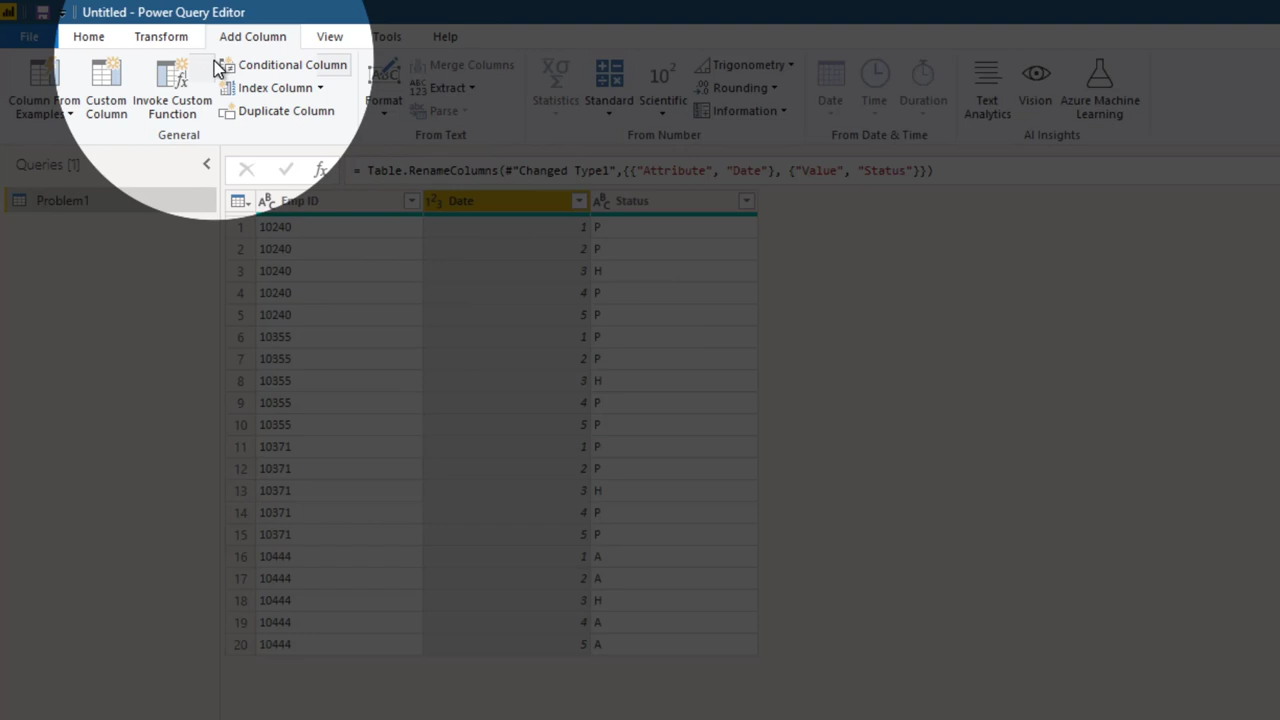 Untitled - Power Query Editor
File Home Transform Add Column View Tools Help
Column From Examples
Custom Column
Invoke Custom Function
Conditional Column
Index Column
Duplicate Column
General
Format
Merge Columns
Extract
Parse
From Text
Statistics
Standard
Scientific
Trigonometry
Rounding
Information
From Number
Date
Time
Duration
From Date & Time
Text Analytics
Vision
Azure Machine Learning
AI Insights
Queries [1]
Problem1
= Table.RenameColumns(#"Changed Type1",{{"Attribute", "Date"}, {"Value", "Status"}})
Emp ID Date Status
1 10240 1 P
2 10240 2 P
3 10240 3 H
4 10240 4 P
5 10240 5 P
6 10355 1 P
7 10355 2 P
8 10355 3 H
9 10355 4 P
10 10355 5 P
11 10371 1 P
12 10371 2 P
13 10371 3 H
14 10371 4 P
15 10371 5 P
16 10444 1 A
17 10444 2 A
18 10444 3 H
19 10444 4 A
20 10444 5 A